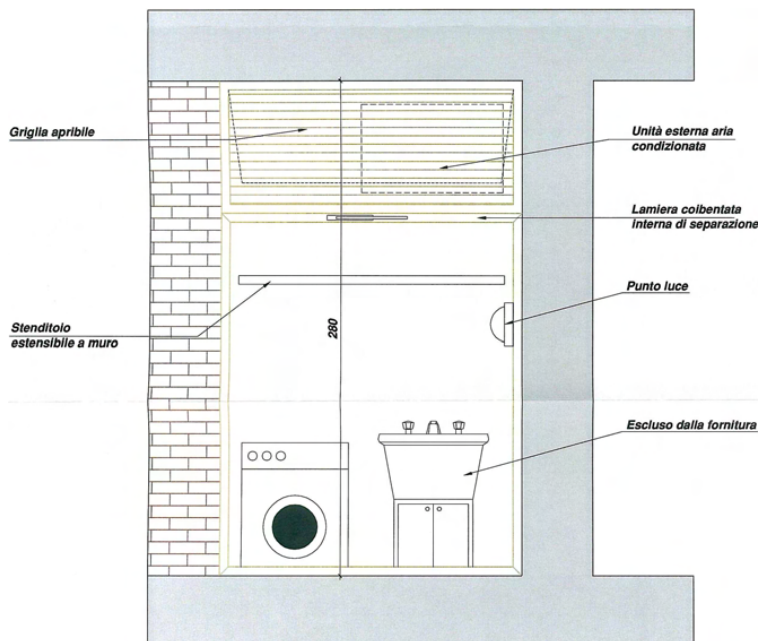 Griglia apribile
Unità esterna aria
condizionata
Lamiera coibentata
interna di separazione
Punto luce
Stenditoio
estensibile a muro
280
Escluso dalla fornitura